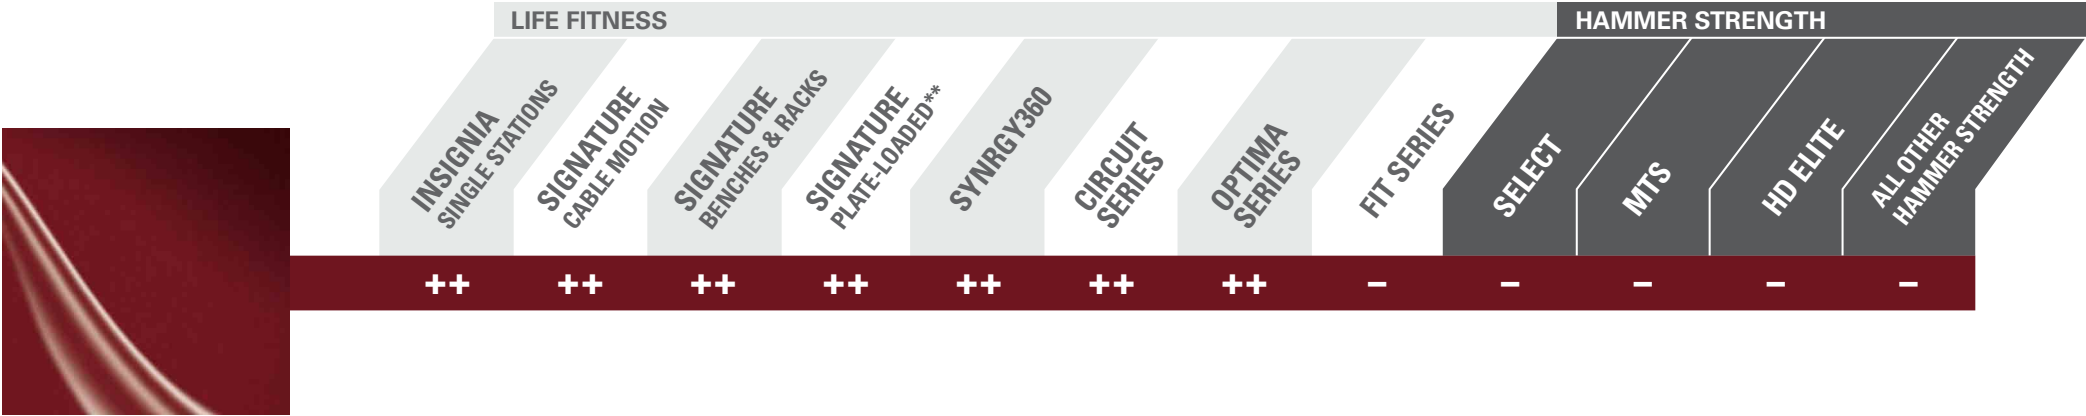 LIFE FITNESS
HAMMER STRENGTH
INSIGNIA
SINGLE STATIONS
SIGNATURE
CABLE MOTION
SIGNATURE
BENCHES & RACKS
SIGNATURE
PLATE-LOADED**
SYNRGY360
CIRCUIT
SERIES
OPTIMA
SERIES
FIT SERIES
SELECT
MTS
HD ELITE
ALL OTHER
HAMMER STRENGTH
++ ++ ++ ++ ++ ++ ++ – – – – –